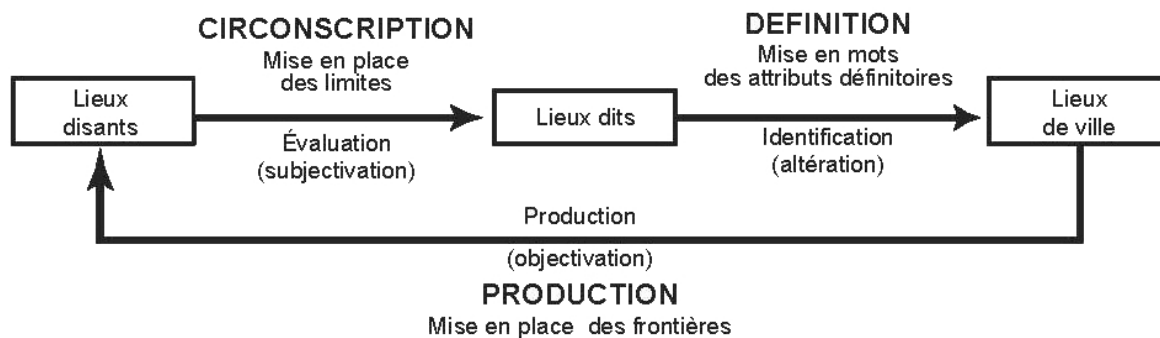 CIRCONSCRIPTION
Mise en place
des limites
DEFINITION
Mise en mots
des attributs définitoires
Lieux
disants
Lieux dits
Lieux
de ville
Évaluation
(subjectivation)
Identification
(altération)
Production
(objectivation)
PRODUCTION
Mise en place des frontières